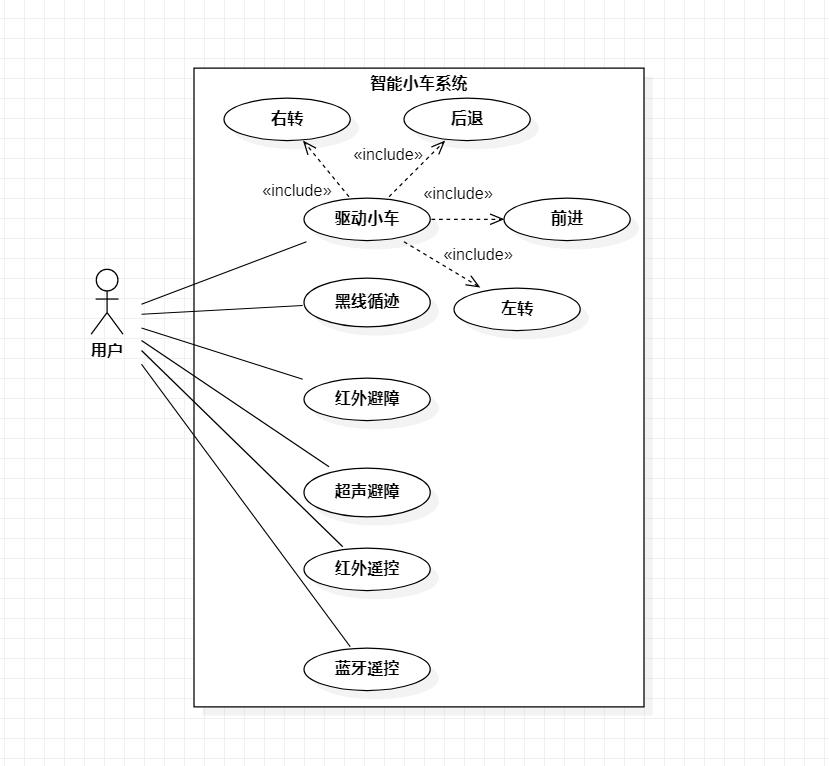 智能小车系统
右转
后退
«include»
«include»
«include»
驱动小车
前进
«include»
黑线循迹
左转
用户
红外避障
超声避障
红外遥控
蓝牙遥控